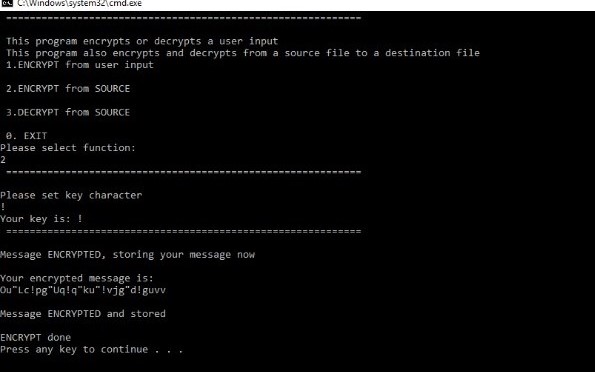 C:\Windows\system32\cmd.exe
============================================================
This program encrypts or decrypts a user input
This program also encrypts and decrypts from a source file to a destination file
1.ENCRYPT from user input
2.ENCRYPT from SOURCE
3.DECRYPT from SOURCE
0. EXIT
Please select function:
2
============================================================
Please set key character
!
Your key is: !
============================================================
Message ENCRYPTED, storing your message now
Your encrypted message is:
Ou"Lc!pg"Uq!q"ku"!vjg"d!guvv
Message ENCRYPTED and stored
ENCRYPT done
Press any key to continue . . .